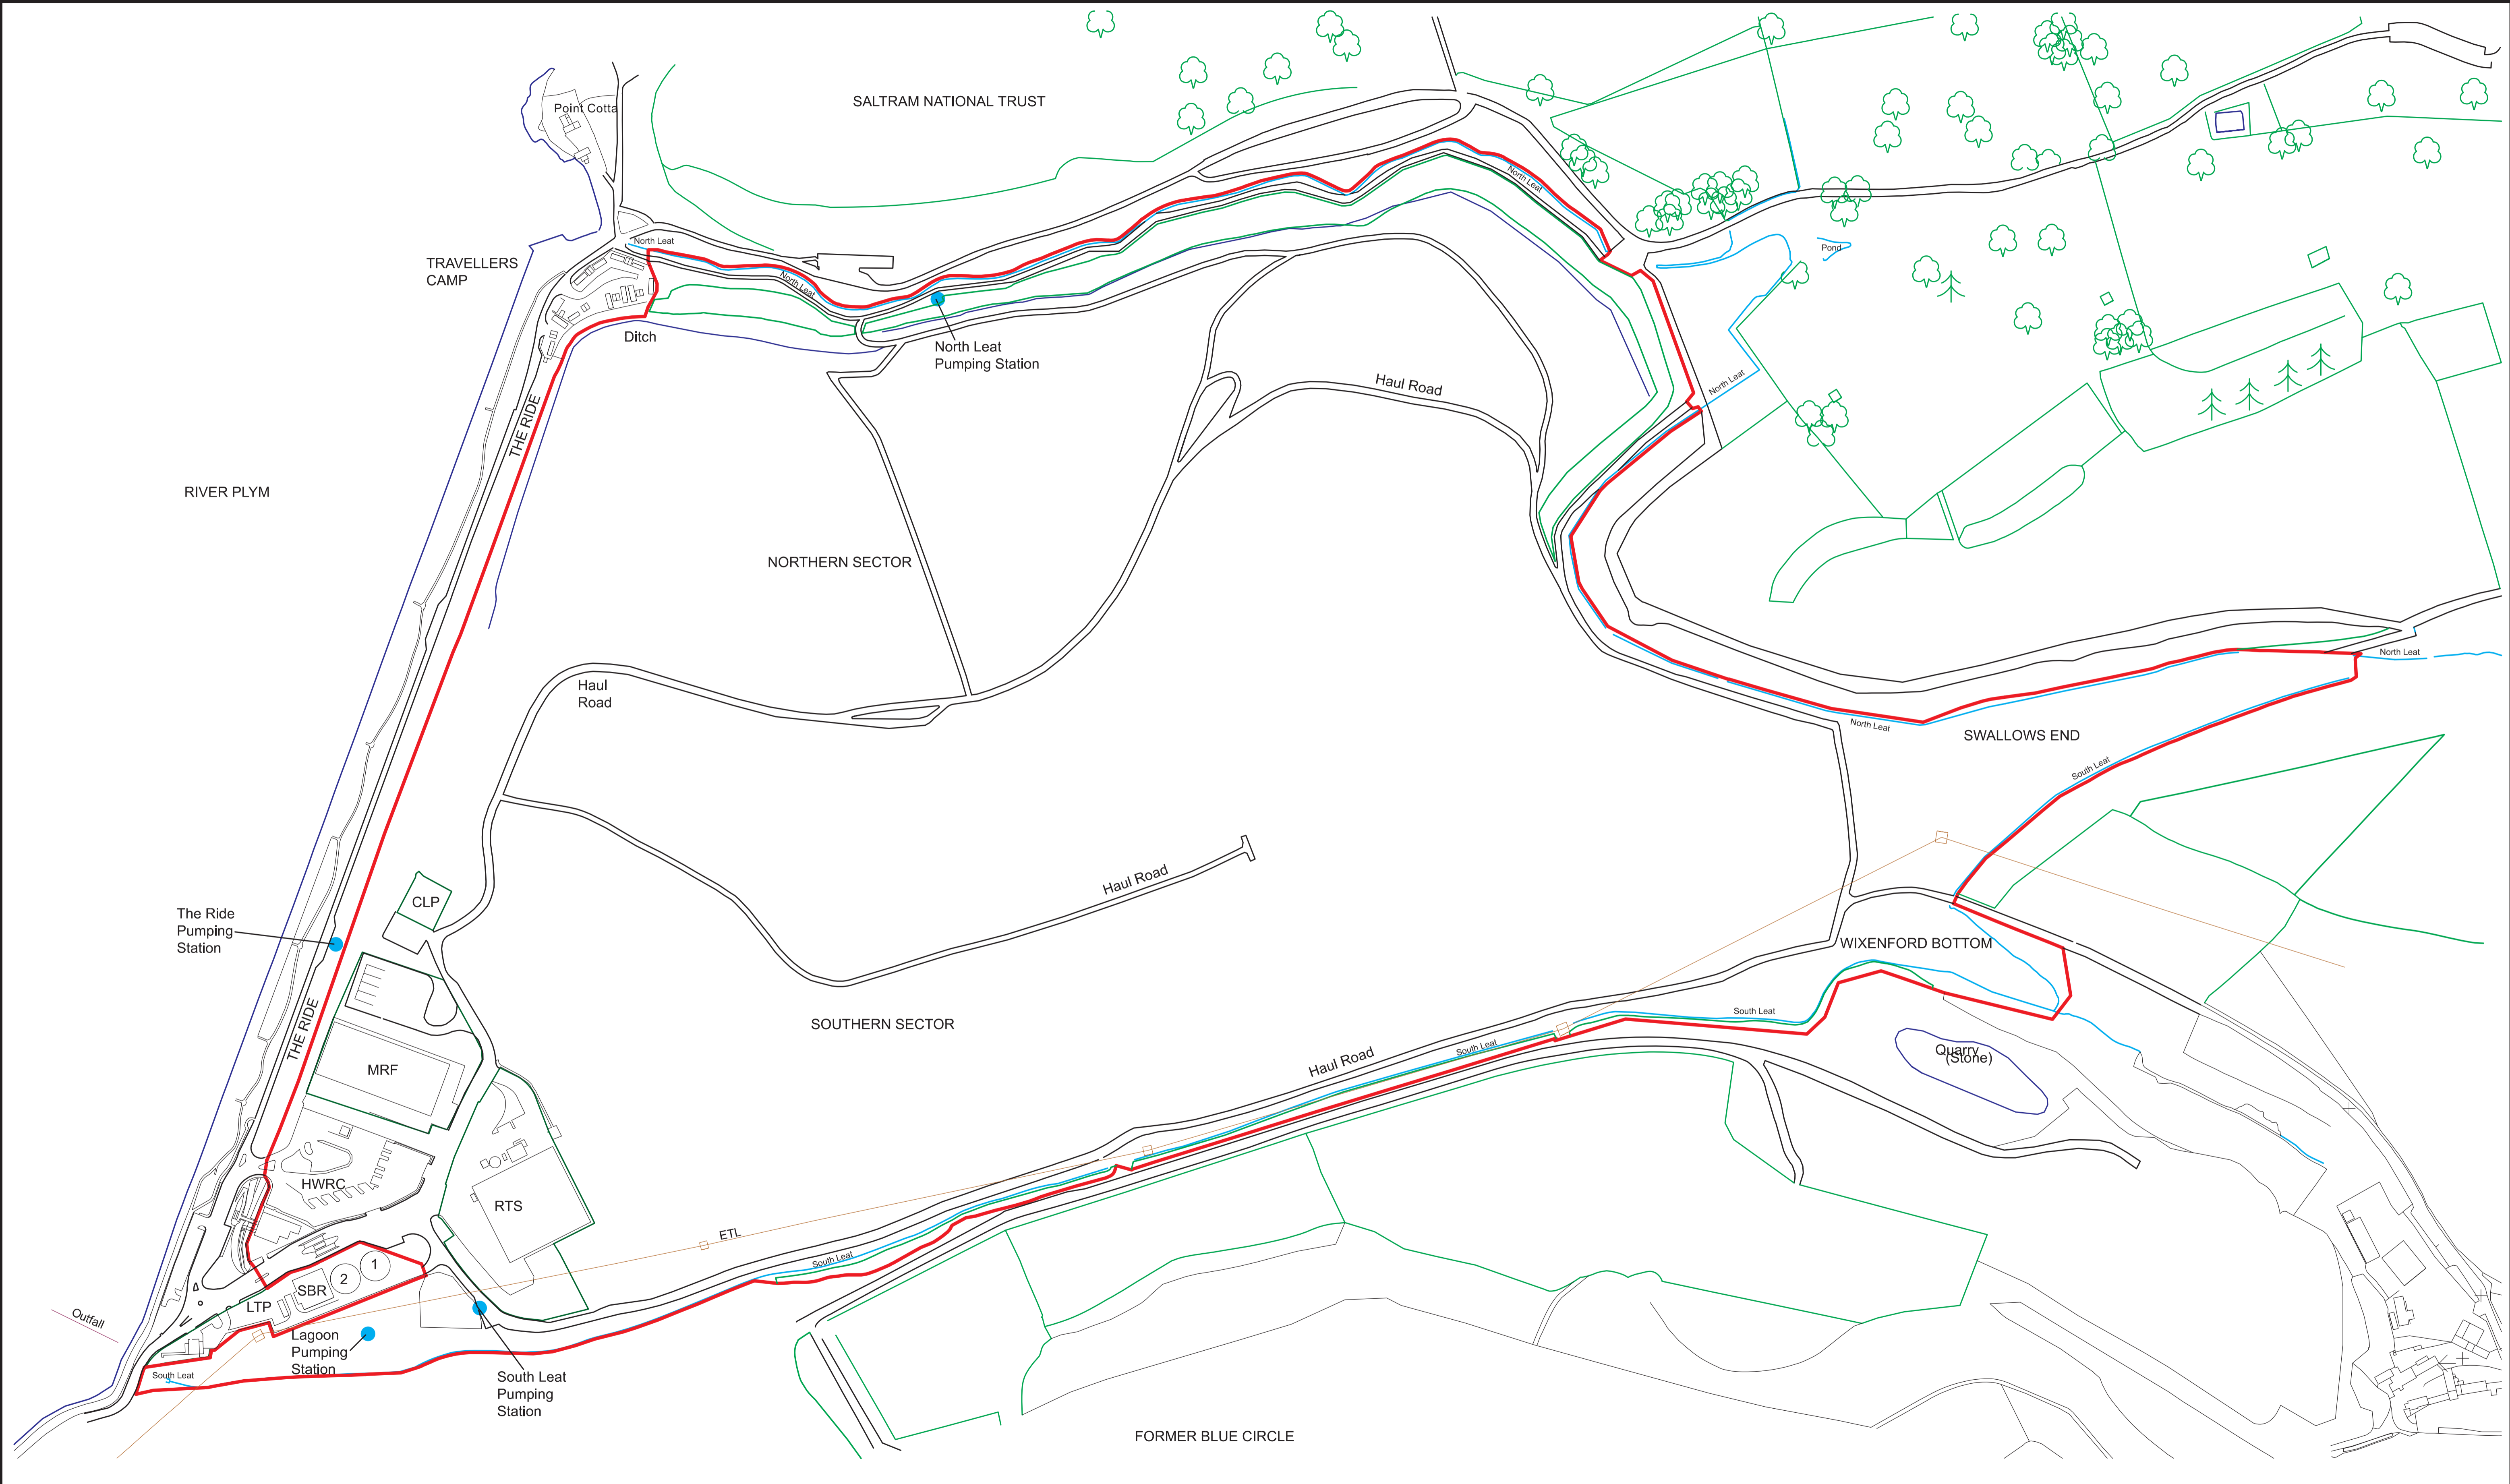 Point Cotta
SALTRAM NATIONAL TRUST
North Leat
North Leat
Pond
TRAVELLERS
CAMP
North Leat
Ditch
North Leat
Pumping Station
Haul Road
North Leat
THE RIDE
RIVER PLYM
NORTHERN SECTOR
North Leat
Haul
Road
North Leat
SWALLOWS END
South Leat
Haul Road
CLP
The Ride
Pumping
Station
WIXENFORD BOTTOM
THE RIDE
SOUTHERN SECTOR
South Leat
South Leat
Haul Road
Quarry
(Stone)
MRF
HWRC
RTS
ETL
South Leat
1
2
SBR
LTP
Outfall
Lagoon
Pumping
Station
South Leat
South Leat
Pumping
Station
FORMER BLUE CIRCLE